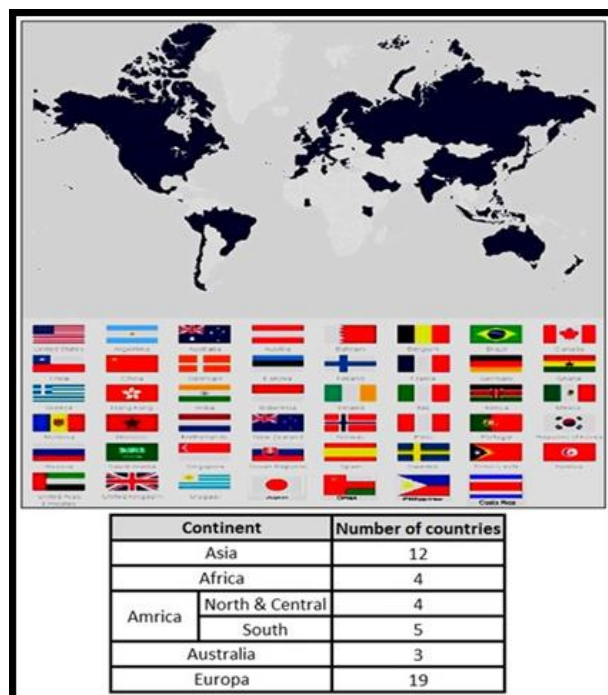 United States Argentina Australia Austria Bahrain Belgium Brazil Canada
Chile China Denmark Estonia Finland France Germany Ghana
Greece Hong Kong India Indonesia Ireland Kenya Mexico
Moldova Morocco Netherlands New Zealand Norway Peru Portugal Republic of Korea
Russia Saudi Arabia Singapore Slovak Republic Spain Sweden Tunisia
United Arab Emirates United Kingdom Japan Oman Philippines Costa Rica
Continent Number of countries
Asia 12
Africa 4
Amrica North & Central 4
South 5
Australia 3
Europa 19